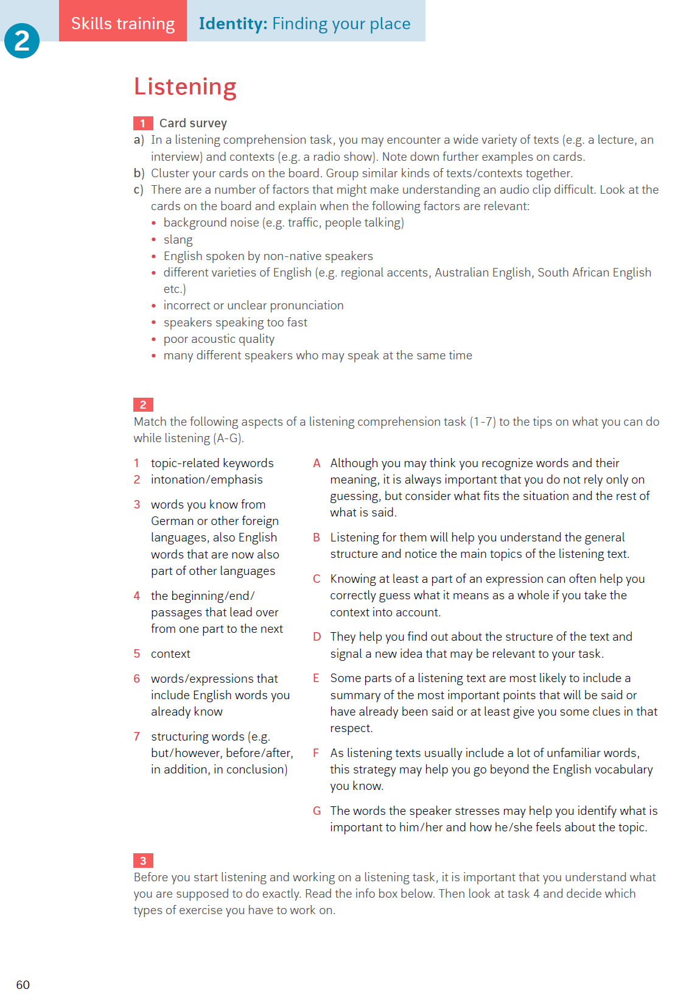 2
Skills training
Identity: Finding your place
Listening
1 Card survey
a) In a listening comprehension task, you may encounter a wide variety of texts (e.g. a lecture, an
interview) and contexts (e.g. a radio show). Note down further examples on cards.
b) Cluster your cards on the board. Group similar kinds of texts/contexts together.
c) There are a number of factors that might make understanding an audio clip difficult. Look at the
cards on the board and explain when the following factors are relevant:
• background noise (e.g. traffic, people talking)
• slang
• English spoken by non-native speakers
• different varieties of English (e.g. regional accents, Australian English, South African English
etc.)
• incorrect or unclear pronunciation
• speakers speaking too fast
• poor acoustic quality
• many different speakers who may speak at the same time
2
Match the following aspects of a listening comprehension task (1-7) to the tips on what you can do
while listening (A-G).
1 topic-related keywords
2 intonation/emphasis
3 words you know from
German or other foreign
languages, also English
words that are now also
part of other languages
4 the beginning/end/
passages that lead over
from one part to the next
5 context
6 words/expressions that
include English words you
already know
7 structuring words (e.g.
but/however, before/after,
in addition, in conclusion)
A Although you may think you recognize words and their
meaning, it is always important that you do not rely only on
guessing, but consider what fits the situation and the rest of
what is said.
B Listening for them will help you understand the general
structure and notice the main topics of the listening text.
C Knowing at least a part of an expression can often help you
correctly guess what it means as a whole if you take the
context into account.
D They help you find out about the structure of the text and
signal a new idea that may be relevant to your task.
E Some parts of a listening text are most likely to include a
summary of the most important points that will be said or
have already been said or at least give you some clues in that
respect.
F As listening texts usually include a lot of unfamiliar words,
this strategy may help you go beyond the English vocabulary
you know.
G The words the speaker stresses may help you identify what is
important to him/her and how he/she feels about the topic.
3
Before you start listening and working on a listening task, it is important that you understand what
you are supposed to do exactly. Read the info box below. Then look at task 4 and decide which
types of exercise you have to work on.
60